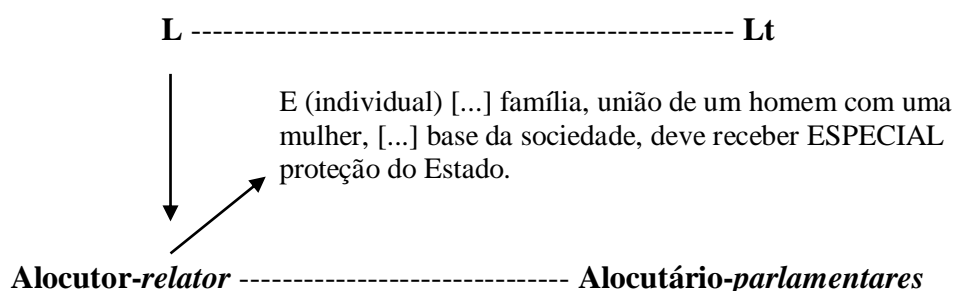 L ---------------------------------------------------- Lt
E (individual) [...] família, união de um homem com uma
mulher, [...] base da sociedade, deve receber ESPECIAL
proteção do Estado.
Alocutor-relator ------------------------------- Alocutário-parlamentares